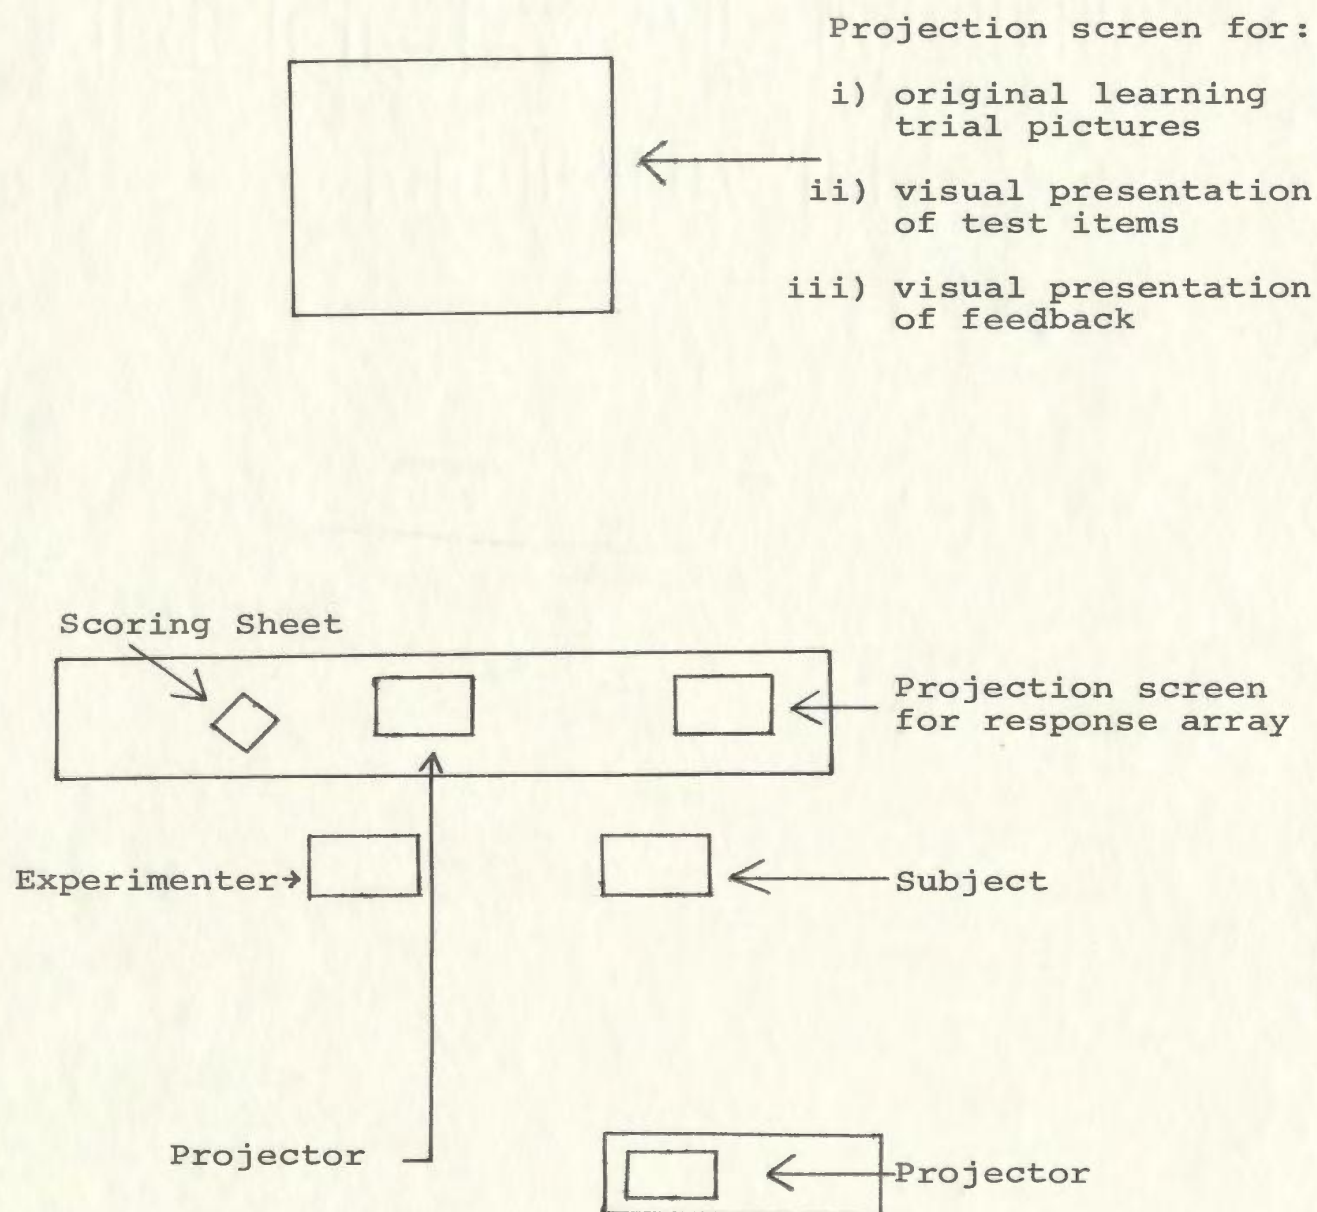 Projection screen for:
i) original learning
trial pictures
ii) visual presentation
of test items
iii) visual presentation
of feedback
Scoring Sheet
Projection screen
for response array
Experimenter
Subject
Projector
Projector